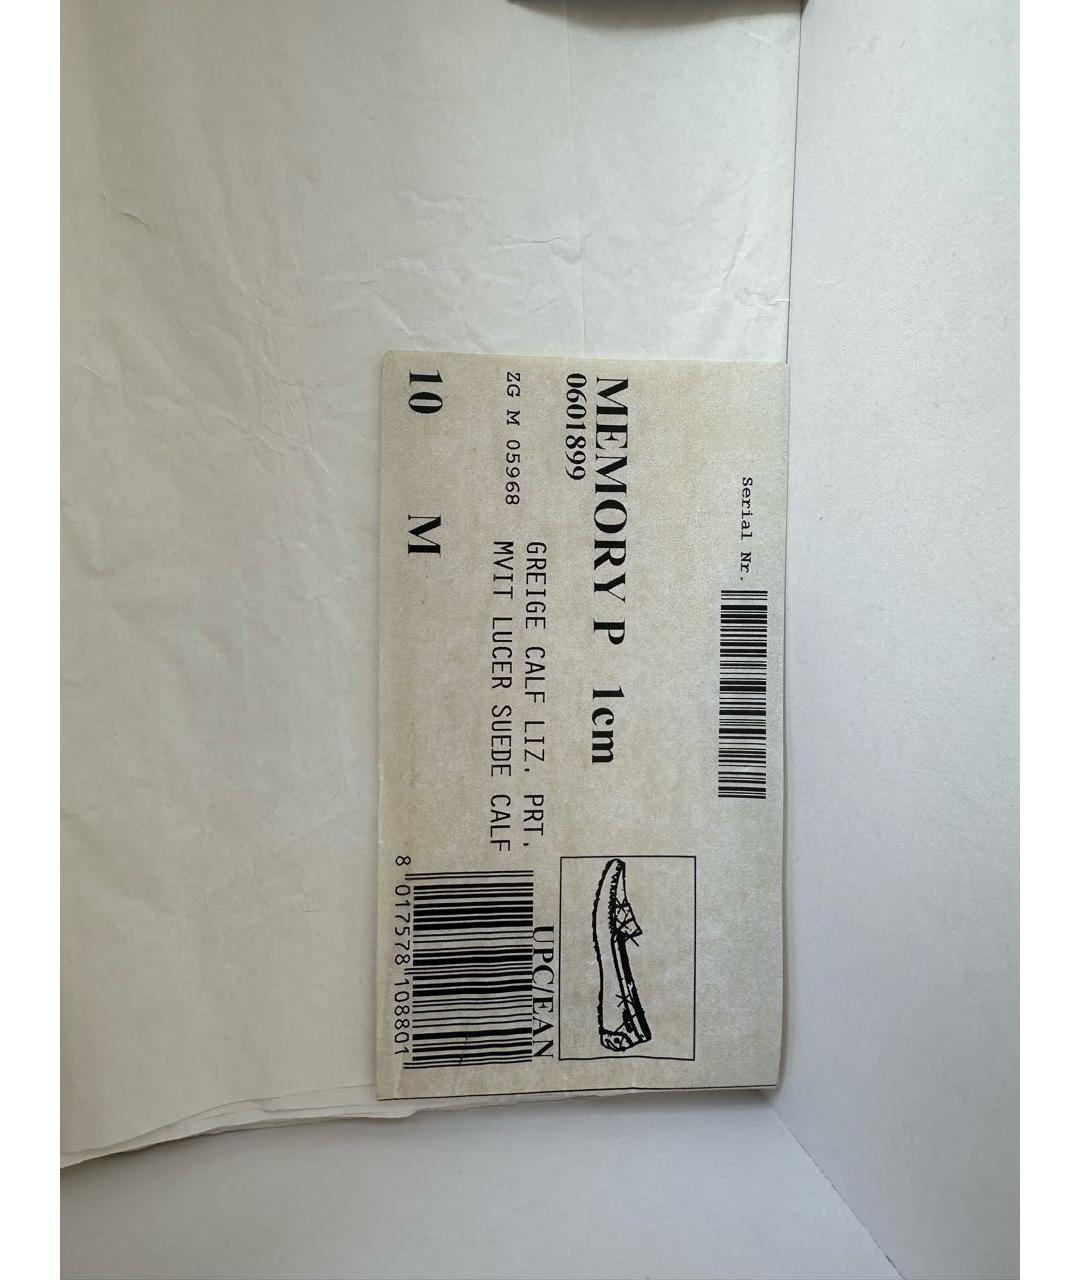 Serial Nr.
MEMORY P 1cm
0601899
GREIGE CALF LIZ. PRT.
ZG M 05968 MVIT LUCER SUEDE CALF
10 M
UPC/EAN
8 017578 108801